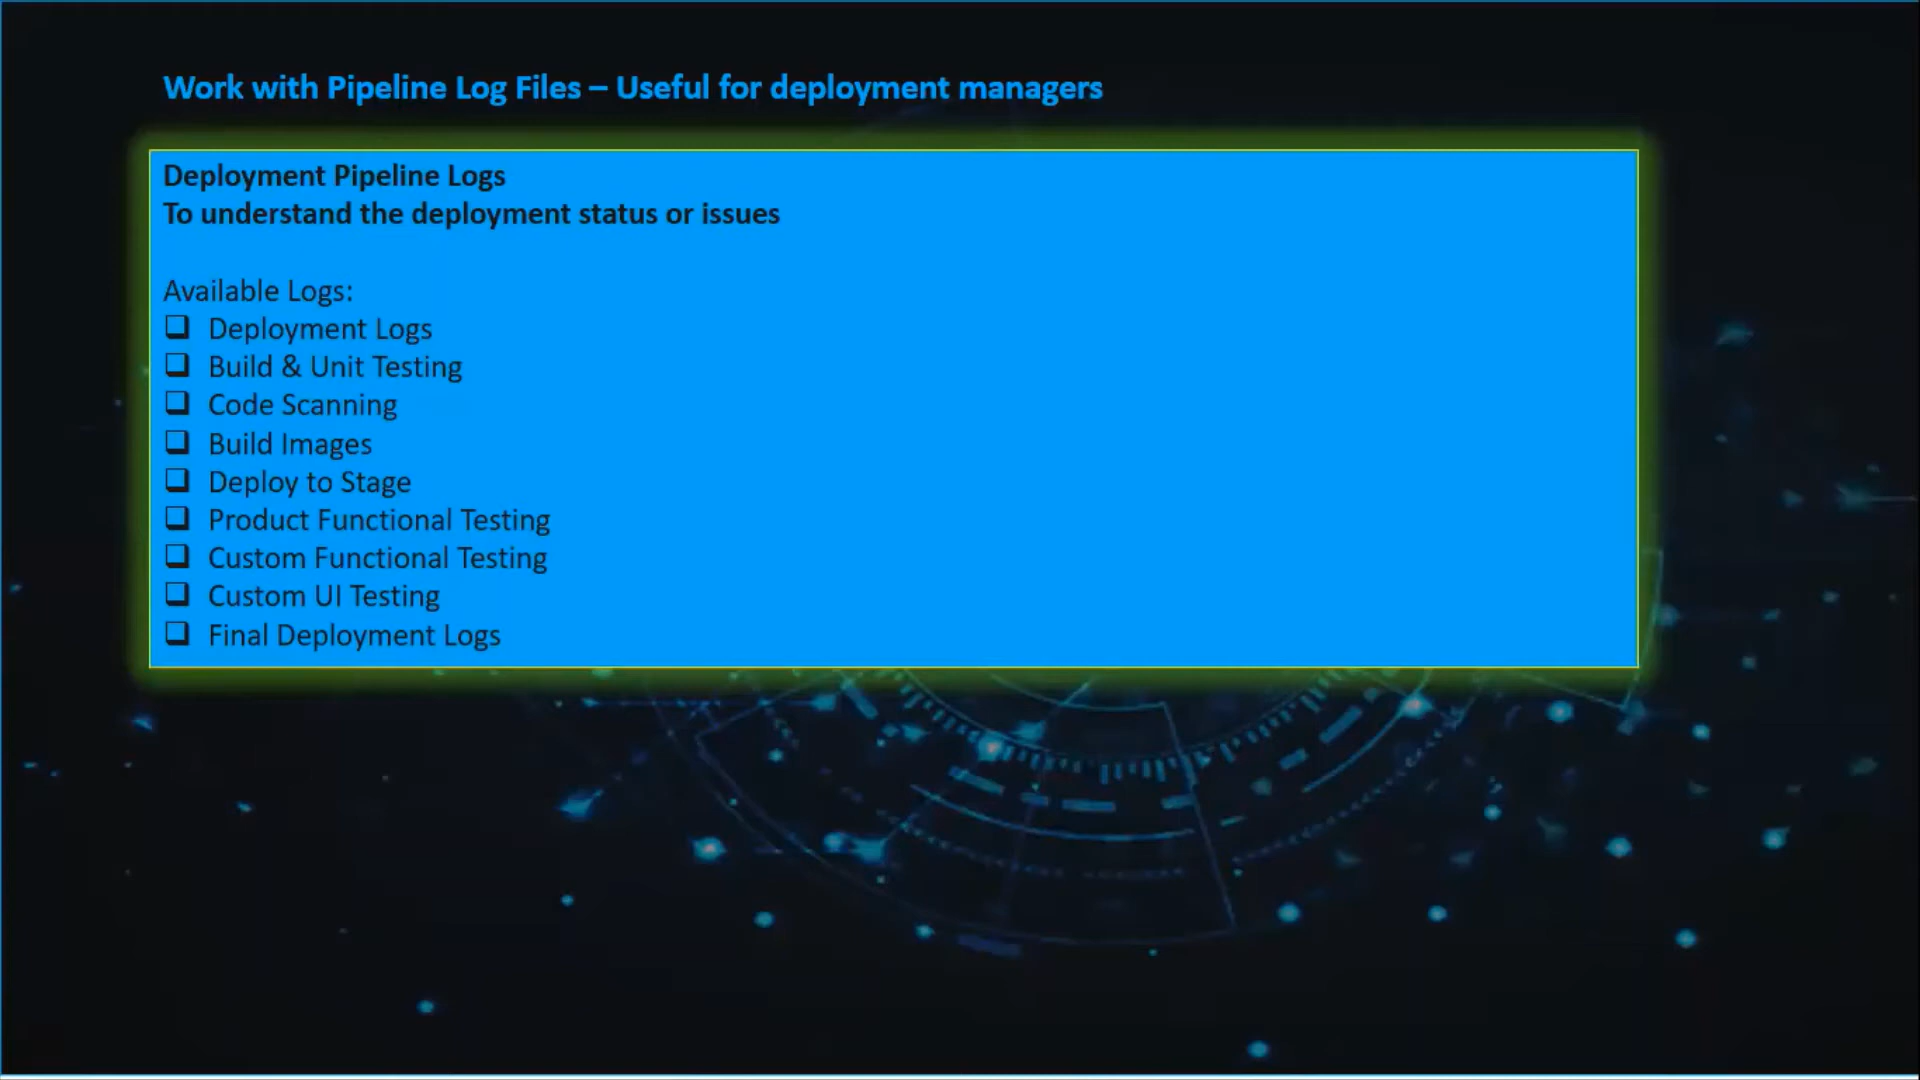 Work with Pipeline Log Files – Useful for deployment managers
Deployment Pipeline Logs
To understand the deployment status or issues
Available Logs:
❑ Deployment Logs
❑ Build & Unit Testing
❑ Code Scanning
❑ Build Images
❑ Deploy to Stage
❑ Product Functional Testing
❑ Custom Functional Testing
❑ Custom UI Testing
❑ Final Deployment Logs